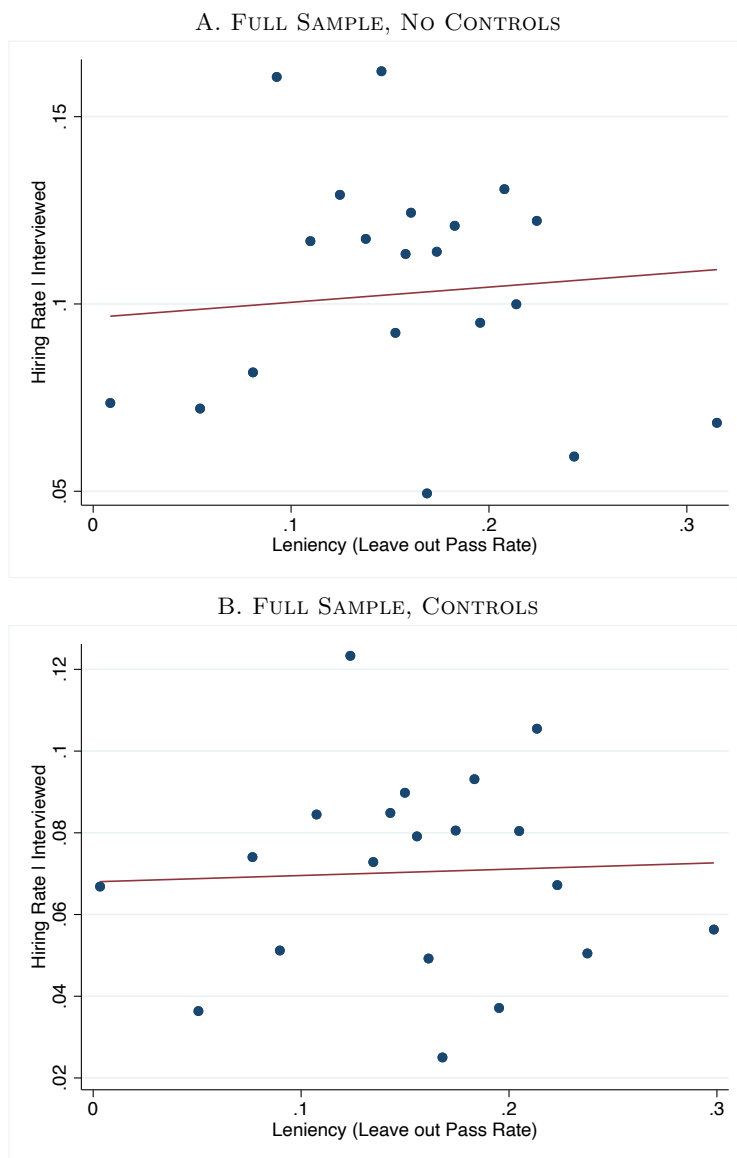 A. FULL SAMPLE, NO CONTROLS
.15
.1
.05
Hiring Rate | Interviewed
0 .1 .2 .3
Leniency (Leave out Pass Rate)
B. FULL SAMPLE, CONTROLS
.12
.1
.08
.06
.04
.02
Hiring Rate | Interviewed
0 .1 .2 .3
Leniency (Leave out Pass Rate)